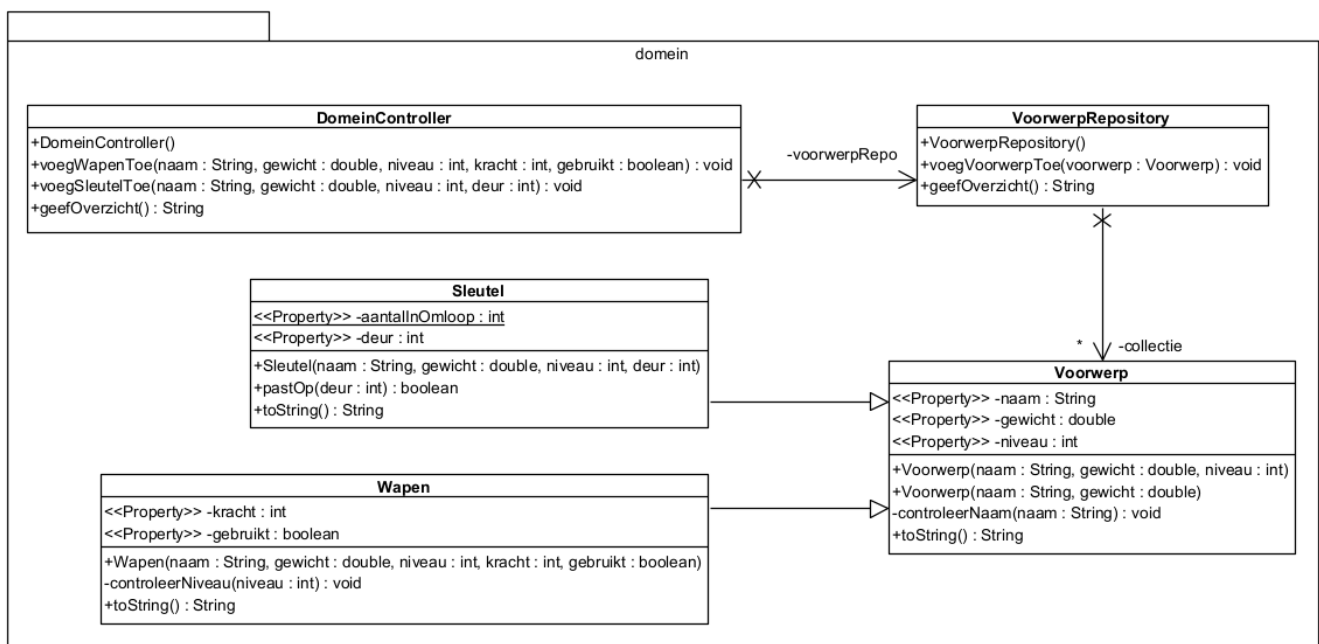 domein
DomeinController
+DomeinController()
+voegWapenToe(naam : String, gewicht : double, niveau : int, kracht : int, gebruikt : boolean) : void
+voegSleutelToe(naam : String, gewicht : double, niveau : int, deur : int) : void
+geefOverzicht() : String
-voorwerpRepo
VoorwerpRepository
+VoorwerpRepository()
+voegVoorwerpToe(voorwerp : Voorwerp) : void
+geefOverzicht() : String
Sleutel
<<Property>> -aantalInOmloop : int
<<Property>> -deur : int
+Sleutel(naam : String, gewicht : double, niveau : int, deur : int)
+pastOp(deur : int) : boolean
+toString() : String
* -collectie
Voorwerp
<<Property>> -naam : String
<<Property>> -gewicht : double
<<Property>> -niveau : int
+Voorwerp(naam : String, gewicht : double, niveau : int)
+Voorwerp(naam : String, gewicht : double)
-controleerNaam(naam : String) : void
+toString() : String
Wapen
<<Property>> -kracht : int
<<Property>> -gebruikt : boolean
+Wapen(naam : String, gewicht : double, niveau : int, kracht : int, gebruikt : boolean)
-controleerNiveau(niveau : int) : void
+toString() : String